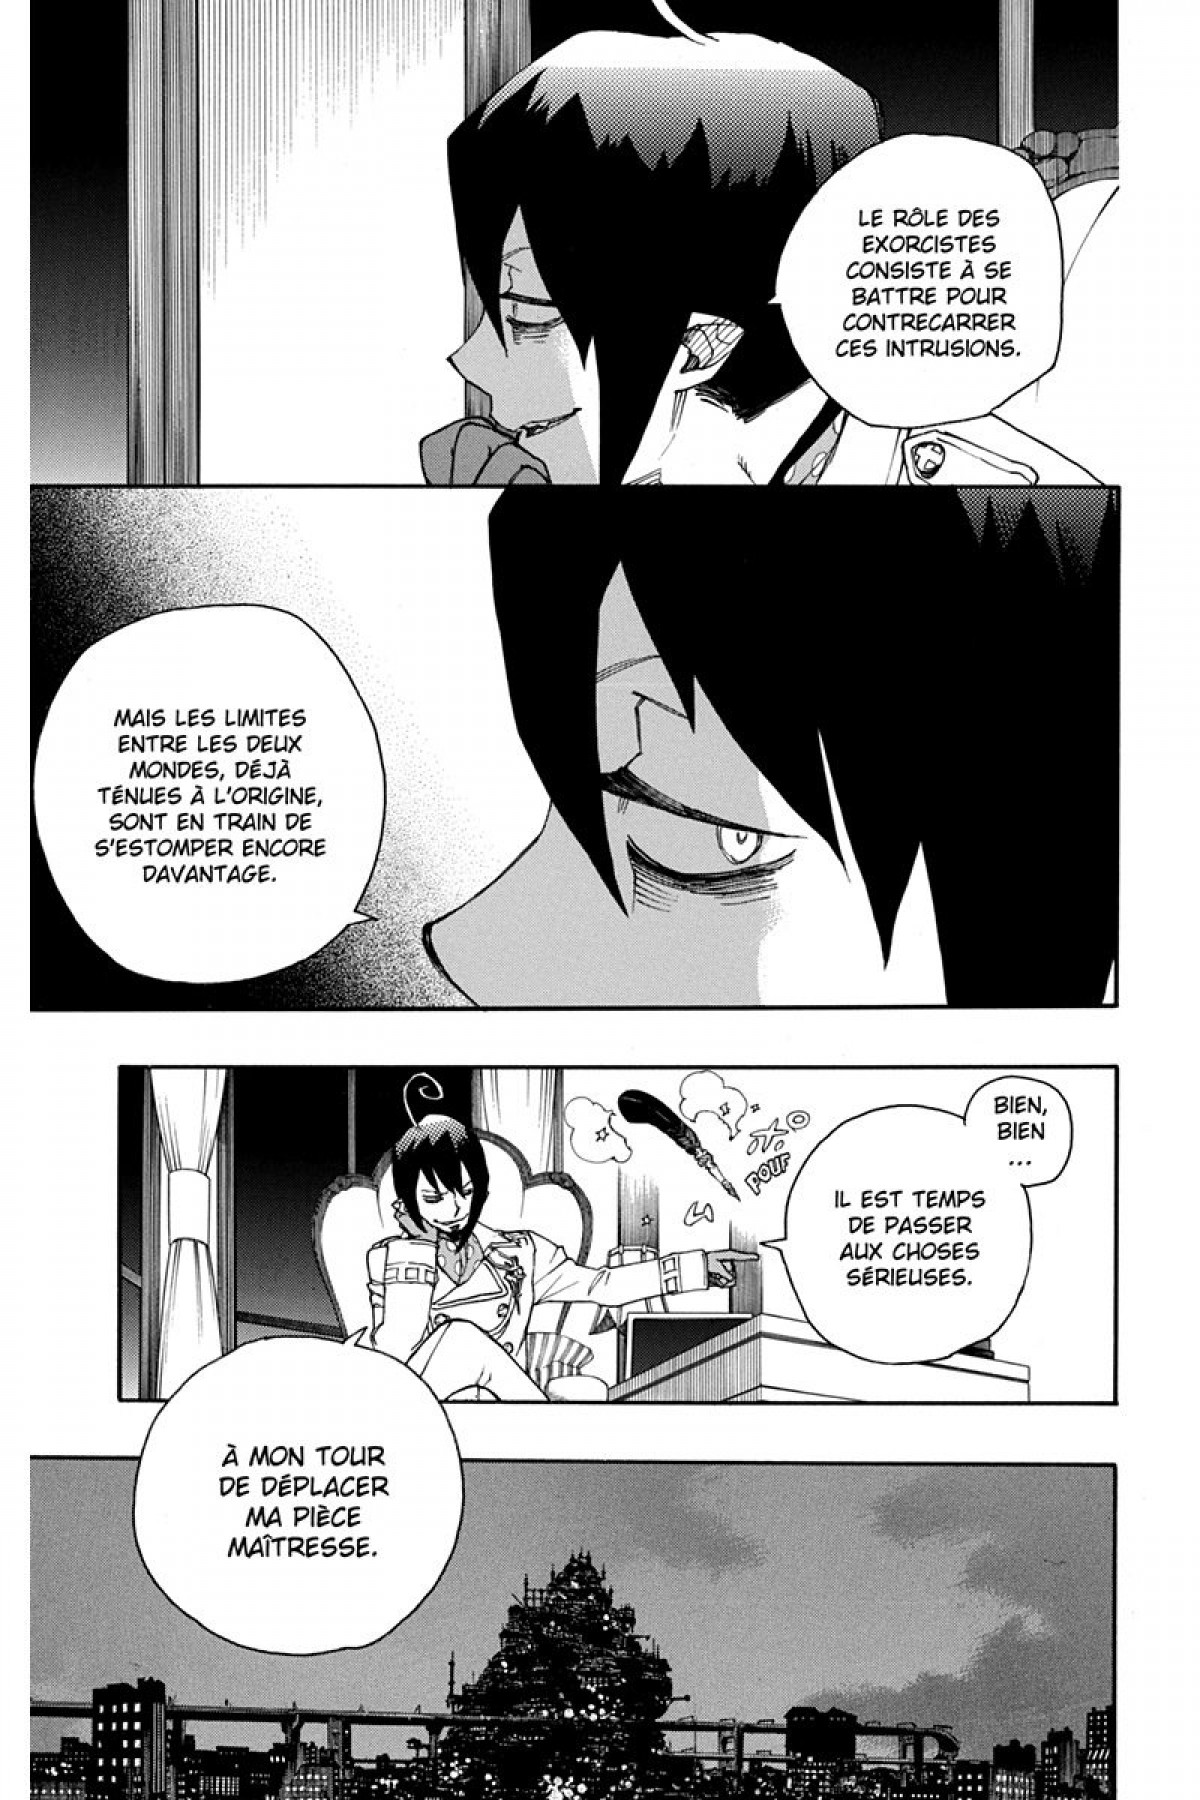 LE RÔLE DES
EXORCISTES
CONSISTE À SE
BATTRE POUR
CONTRECARRER
CES INTRUSIONS.
MAIS LES LIMITES
ENTRE LES DEUX
MONDES, DÉJÀ
TÉNUES À L'ORIGINE,
SONT EN TRAIN DE
S'ESTOMPER ENCORE
DAVANTAGE.
BIEN,
BIEN
...
IL EST TEMPS
DE PASSER
AUX CHOSES
SÉRIEUSES.
POUF
À MON TOUR
DE DÉPLACER
MA PIÈCE
MAÎTRESSE.